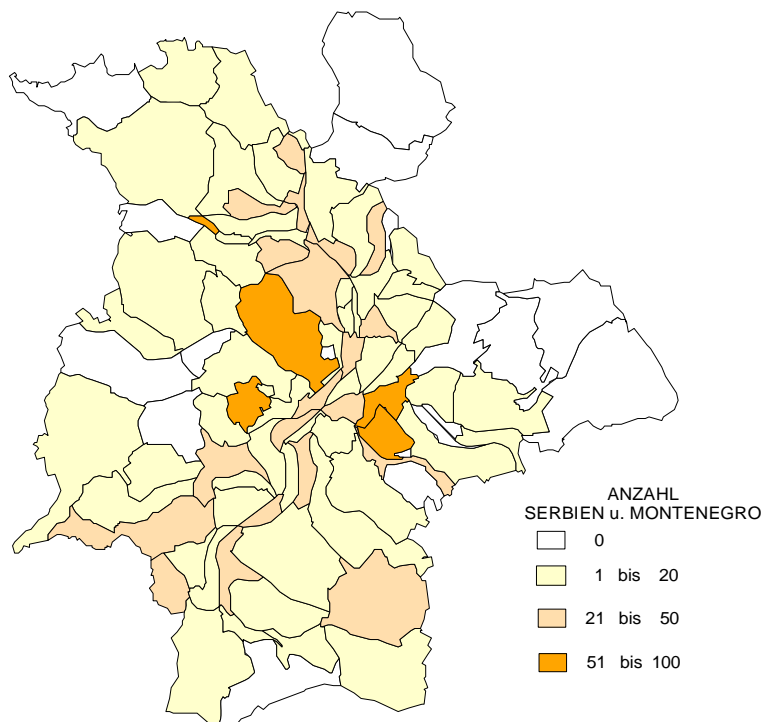 ANZAHL
SERBIEN u. MONTENEGRO
0
1 bis 20
21 bis 50
51 bis 100